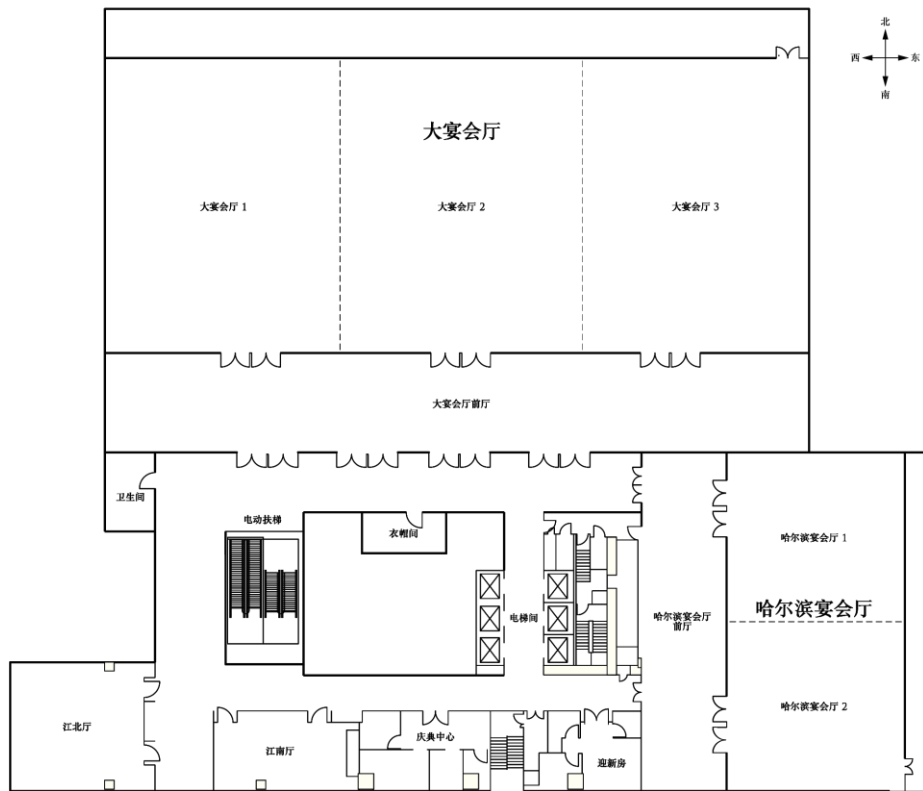 北
西
东
南
大宴会厅
大宴会厅 1
大宴会厅 2
大宴会厅 3
大宴会厅前厅
卫生间
电动扶梯
衣帽间
哈尔滨宴会厅 1
哈尔滨宴会厅
电梯间
哈尔滨宴会厅
前厅
哈尔滨宴会厅 2
江北厅
江南厅
庆典中心
迎新房